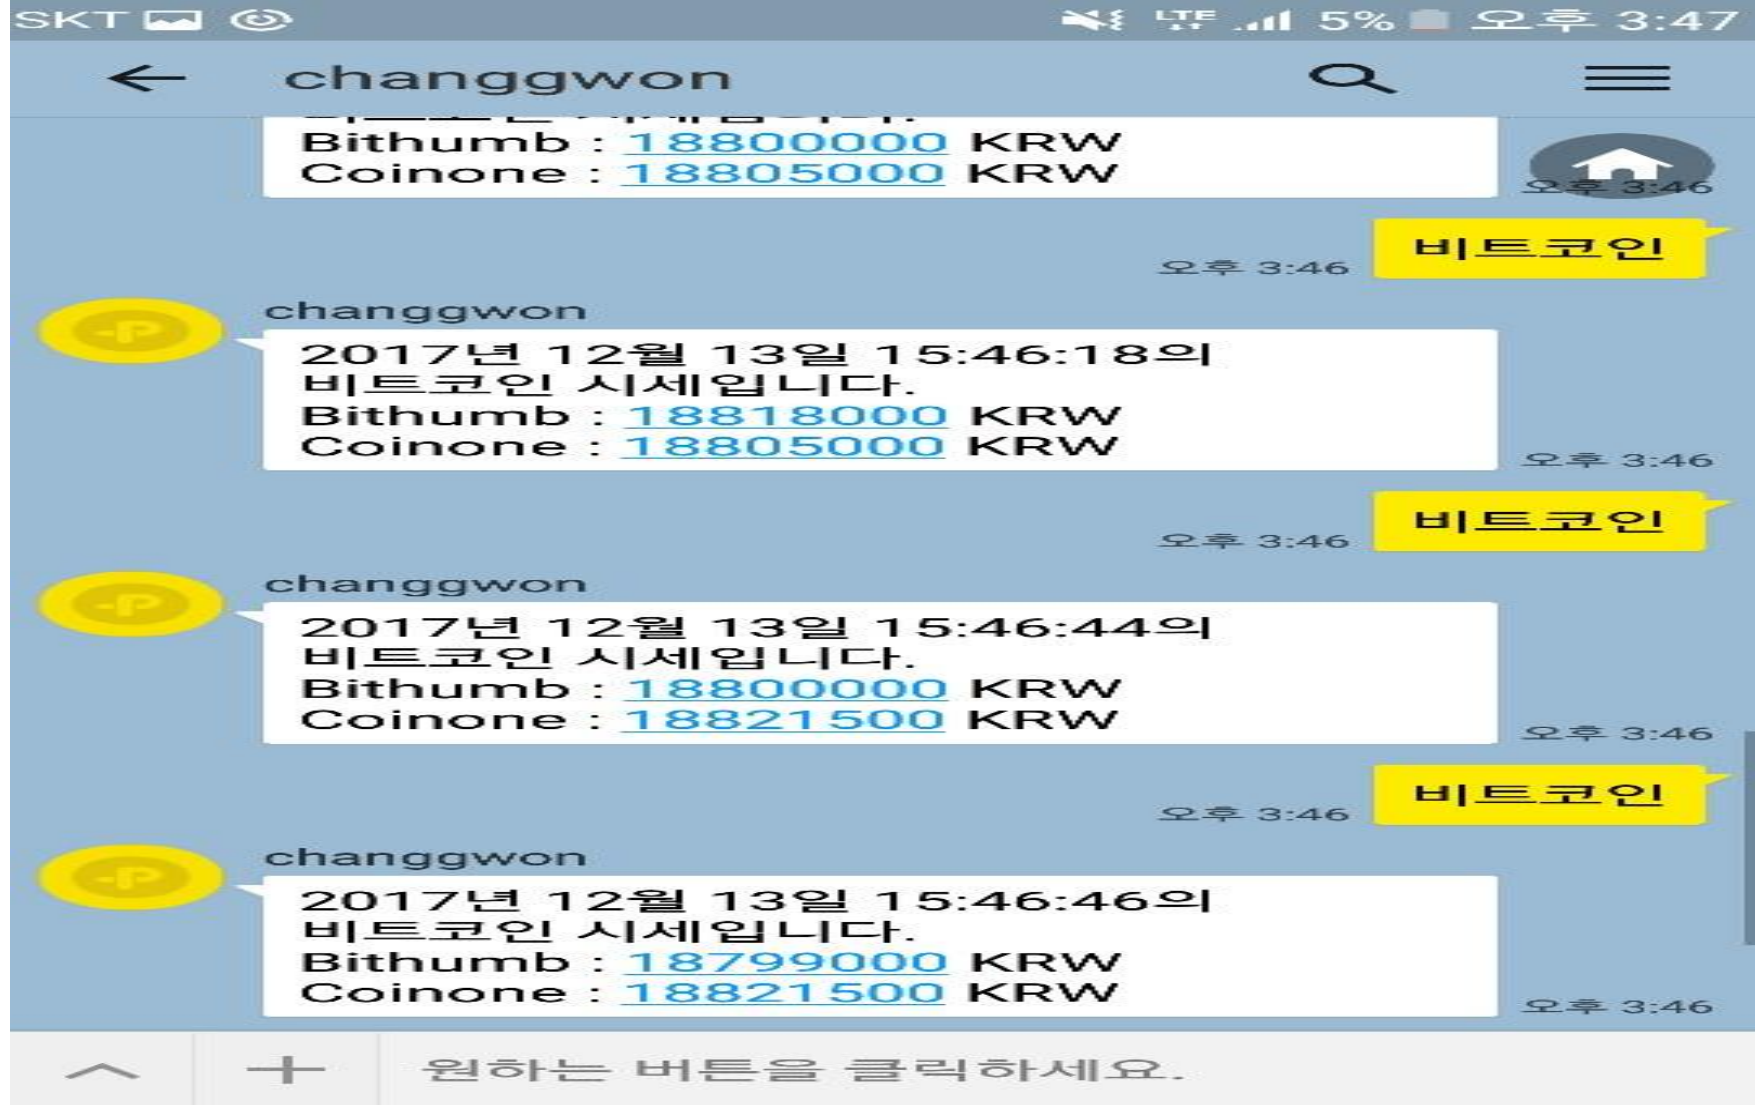 SKT LTE 5% 오후 3:47
changgwon
Bithumb : 18800000 KRW
Coinone : 18805000 KRW
오후 3:46
비트코인
오후 3:46
changgwon
2017년 12월 13일 15:46:18의
비트코인 시세입니다.
Bithumb : 18818000 KRW
Coinone : 18805000 KRW
오후 3:46
비트코인
오후 3:46
changgwon
2017년 12월 13일 15:46:44의
비트코인 시세입니다.
Bithumb : 18800000 KRW
Coinone : 18821500 KRW
오후 3:46
비트코인
오후 3:46
changgwon
2017년 12월 13일 15:46:46의
비트코인 시세입니다.
Bithumb : 18799000 KRW
Coinone : 18821500 KRW
오후 3:46
원하는 버튼을 클릭하세요.